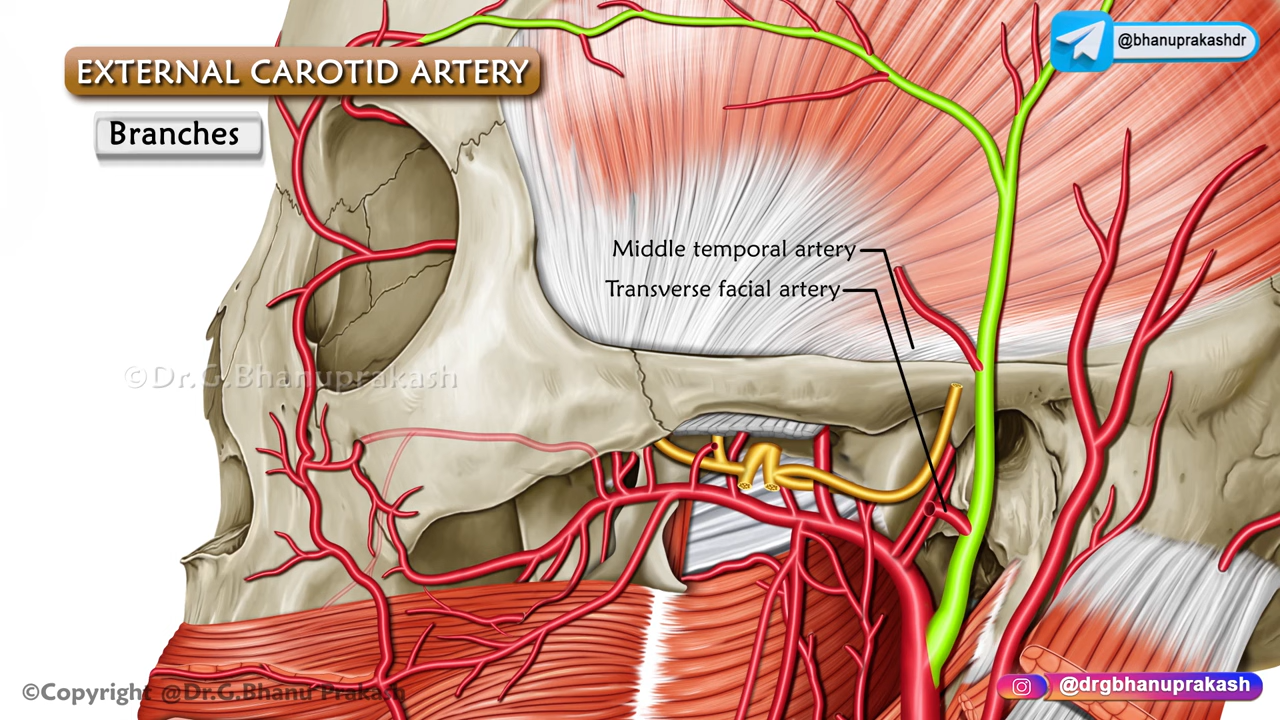 EXTERNAL CAROTID ARTERY
@bhanuprakashdr
Branches
Middle temporal artery
Transverse facial artery
©Dr.G.Bhanuprakash
©Copyright @Dr.G.Bhanu Prakash
@drgbhanuprakash